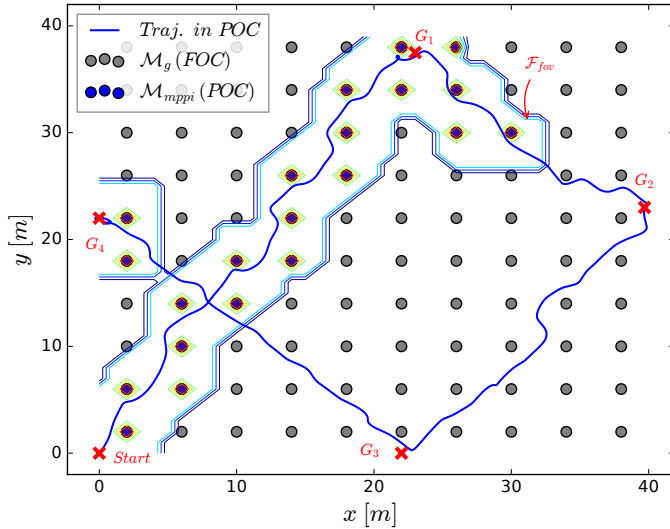 40
30
20
10
0
y [m]
Traj. in POC
M_g (FOC)
M_mppi (POC)
G_1
F_fov
G_2
G_4
G_3
Start
0
10
20
30
40
x [m]